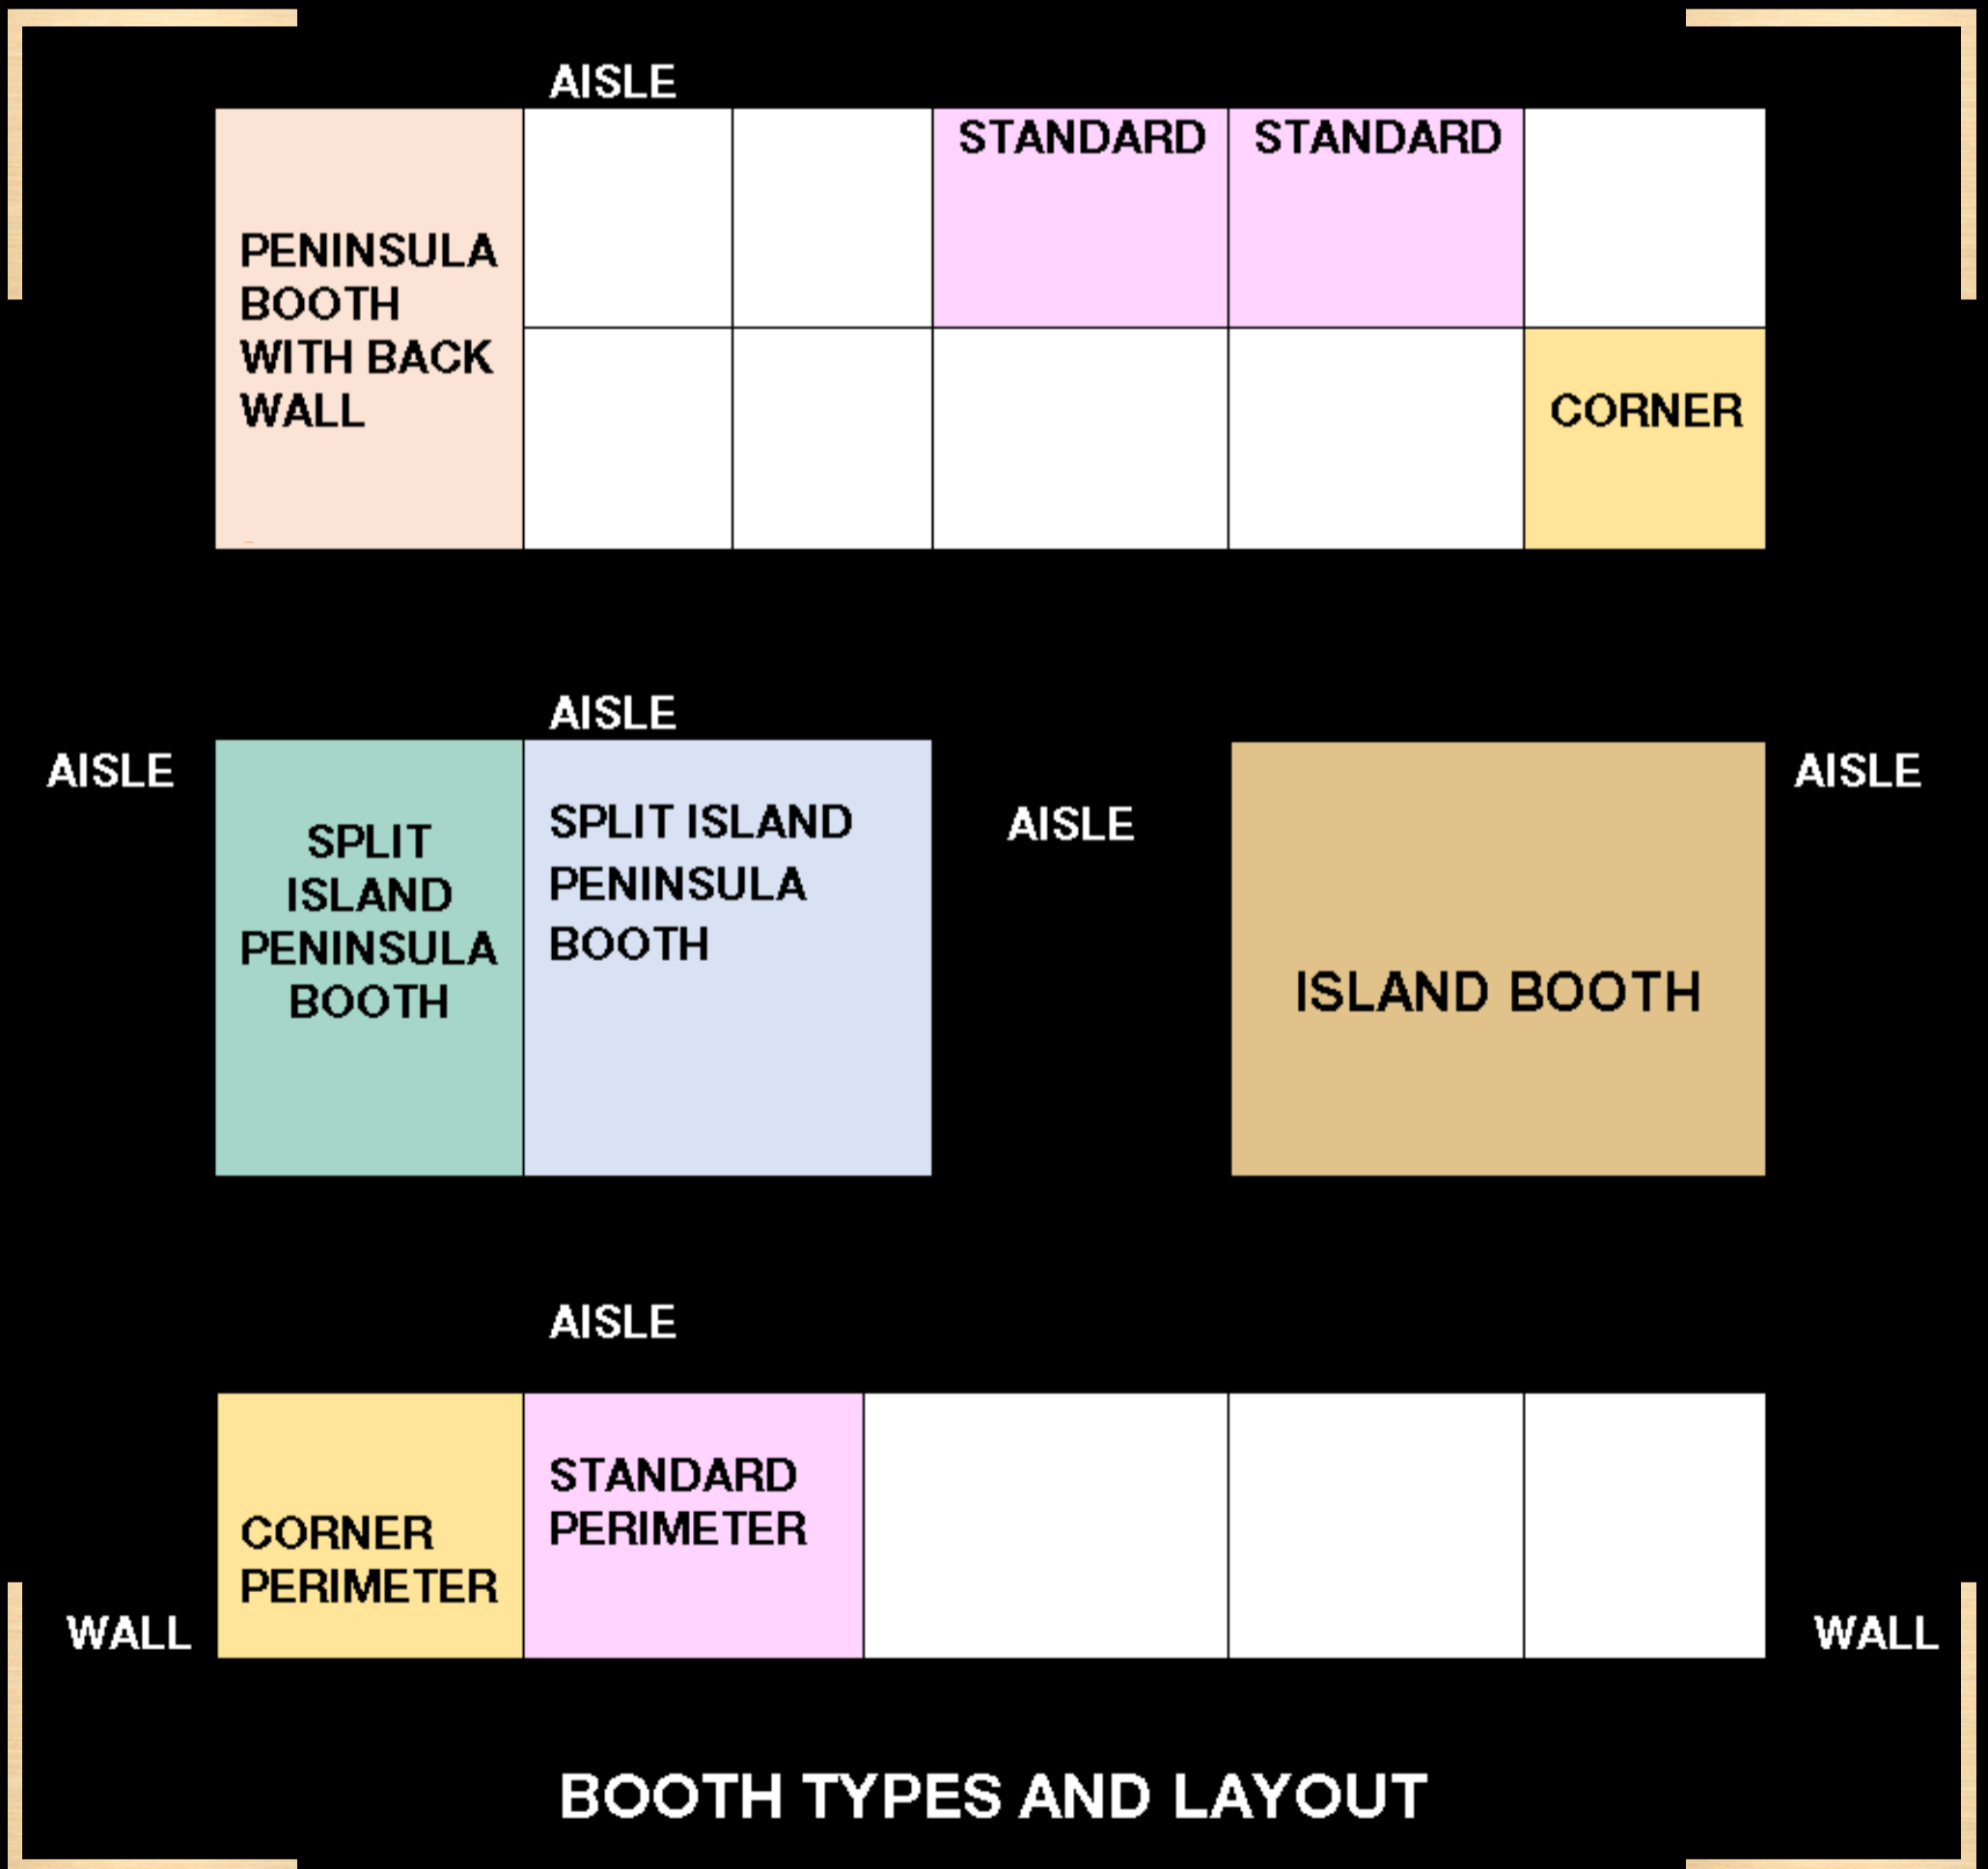 AISLE
STANDARD
STANDARD
PENINSULA
BOOTH
WITH BACK
WALL
CORNER
AISLE
AISLE
SPLIT
ISLAND
PENINSULA
BOOTH
SPLIT ISLAND
PENINSULA
BOOTH
AISLE
AISLE
ISLAND BOOTH
AISLE
CORNER
PERIMETER
STANDARD
PERIMETER
WALL
WALL
BOOTH TYPES AND LAYOUT